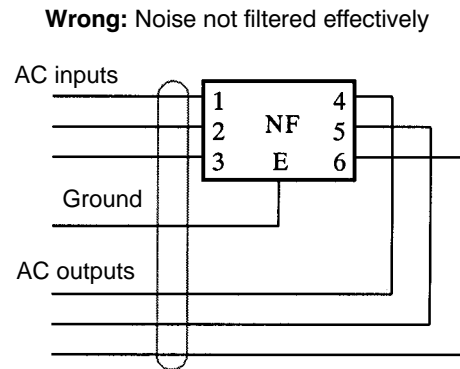 Wrong: Noise not filtered effectively
AC inputs
1 4
2 NF 5
3 E 6
Ground
AC outputs